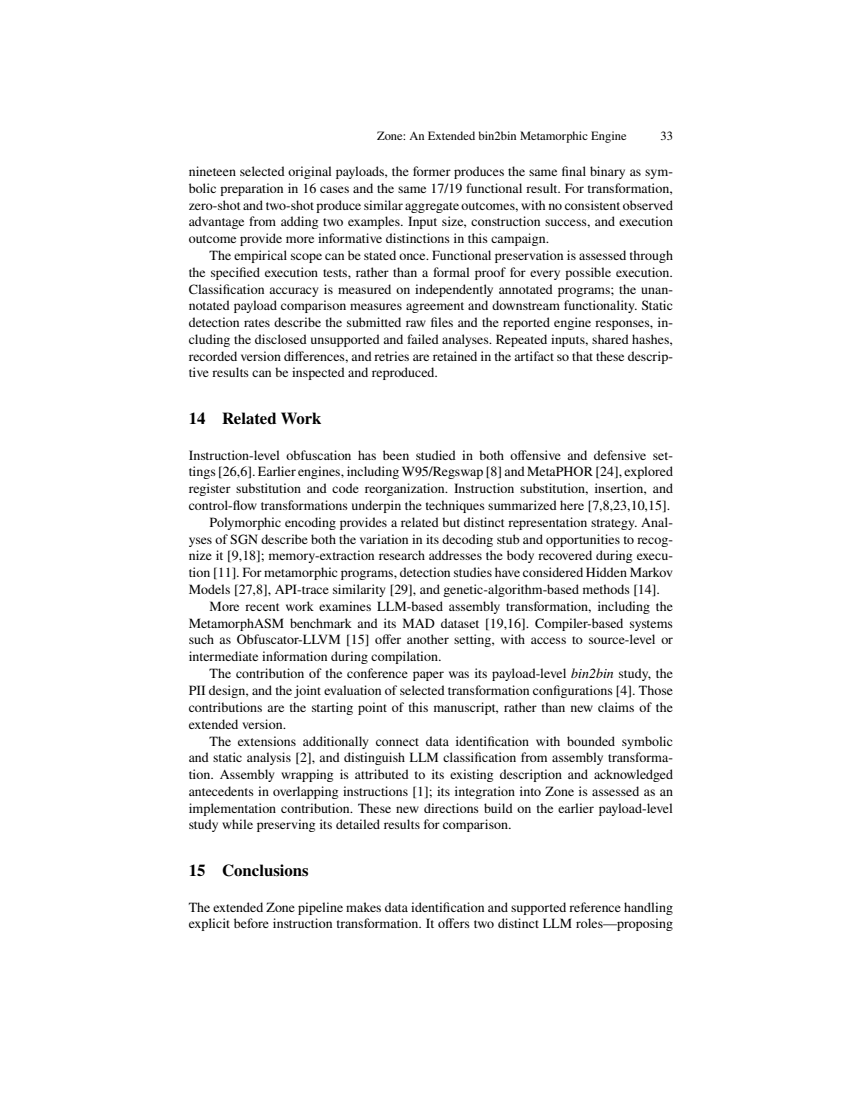 Zone: An Extended bin2bin Metamorphic Engine 33
nineteen selected original payloads, the former produces the same final binary as sym-
bolic preparation in 16 cases and the same 17/19 functional result. For transformation,
zero-shot and two-shot produce similar aggregate outcomes, with no consistent observed
advantage from adding two examples. Input size, construction success, and execution
outcome provide more informative distinctions in this campaign.
The empirical scope can be stated once. Functional preservation is assessed through
the specified execution tests, rather than a formal proof for every possible execution.
Classification accuracy is measured on independently annotated programs; the unan-
notated payload comparison measures agreement and downstream functionality. Static
detection rates describe the submitted raw files and the reported engine responses, in-
cluding the disclosed unsupported and failed analyses. Repeated inputs, shared hashes,
recorded version differences, and retries are retained in the artifact so that these descrip-
tive results can be inspected and reproduced.
14 Related Work
Instruction-level obfuscation has been studied in both offensive and defensive set-
tings [26,6]. Earlier engines, including W95/Regswap [8] and MetaPHOR [24], explored
register substitution and code reorganization. Instruction substitution, insertion, and
control-flow transformations underpin the techniques summarized here [7,8,23,10,15].
Polymorphic encoding provides a related but distinct representation strategy. Anal-
yses of SGN describe both the variation in its decoding stub and opportunities to recog-
nize it [9,18]; memory-extraction research addresses the body recovered during execu-
tion [11]. For metamorphic programs, detection studies have considered Hidden Markov
Models [27,8], API-trace similarity [29], and genetic-algorithm-based methods [14].
More recent work examines LLM-based assembly transformation, including the
MetamorphASM benchmark and its MAD dataset [19,16]. Compiler-based systems
such as Obfuscator-LLVM [15] offer another setting, with access to source-level or
intermediate information during compilation.
The contribution of the conference paper was its payload-level bin2bin study, the
PII design, and the joint evaluation of selected transformation configurations [4]. Those
contributions are the starting point of this manuscript, rather than new claims of the
extended version.
The extensions additionally connect data identification with bounded symbolic
and static analysis [2], and distinguish LLM classification from assembly transforma-
tion. Assembly wrapping is attributed to its existing description and acknowledged
antecedents in overlapping instructions [1]; its integration into Zone is assessed as an
implementation contribution. These new directions build on the earlier payload-level
study while preserving its detailed results for comparison.
15 Conclusions
The extended Zone pipeline makes data identification and supported reference handling
explicit before instruction transformation. It offers two distinct LLM roles—proposing